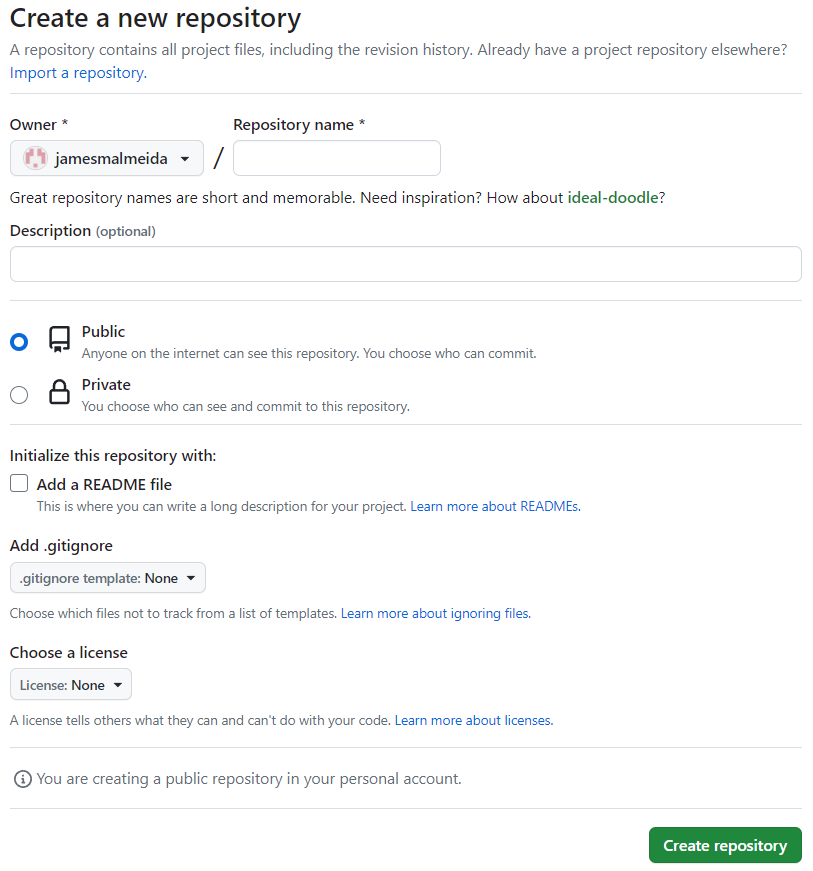 Create a new repository
A repository contains all project files, including the revision history. Already have a project repository elsewhere?
Import a repository.
Owner * Repository name *
jamesmalmeida /
Great repository names are short and memorable. Need inspiration? How about ideal-doodle?
Description (optional)
Public
Anyone on the internet can see this repository. You choose who can commit.
Private
You choose who can see and commit to this repository.
Initialize this repository with:
Add a README file
This is where you can write a long description for your project. Learn more about READMEs.
Add .gitignore
.gitignore template: None
Choose which files not to track from a list of templates. Learn more about ignoring files.
Choose a license
License: None
A license tells others what they can and can't do with your code. Learn more about licenses.
You are creating a public repository in your personal account.
Create repository